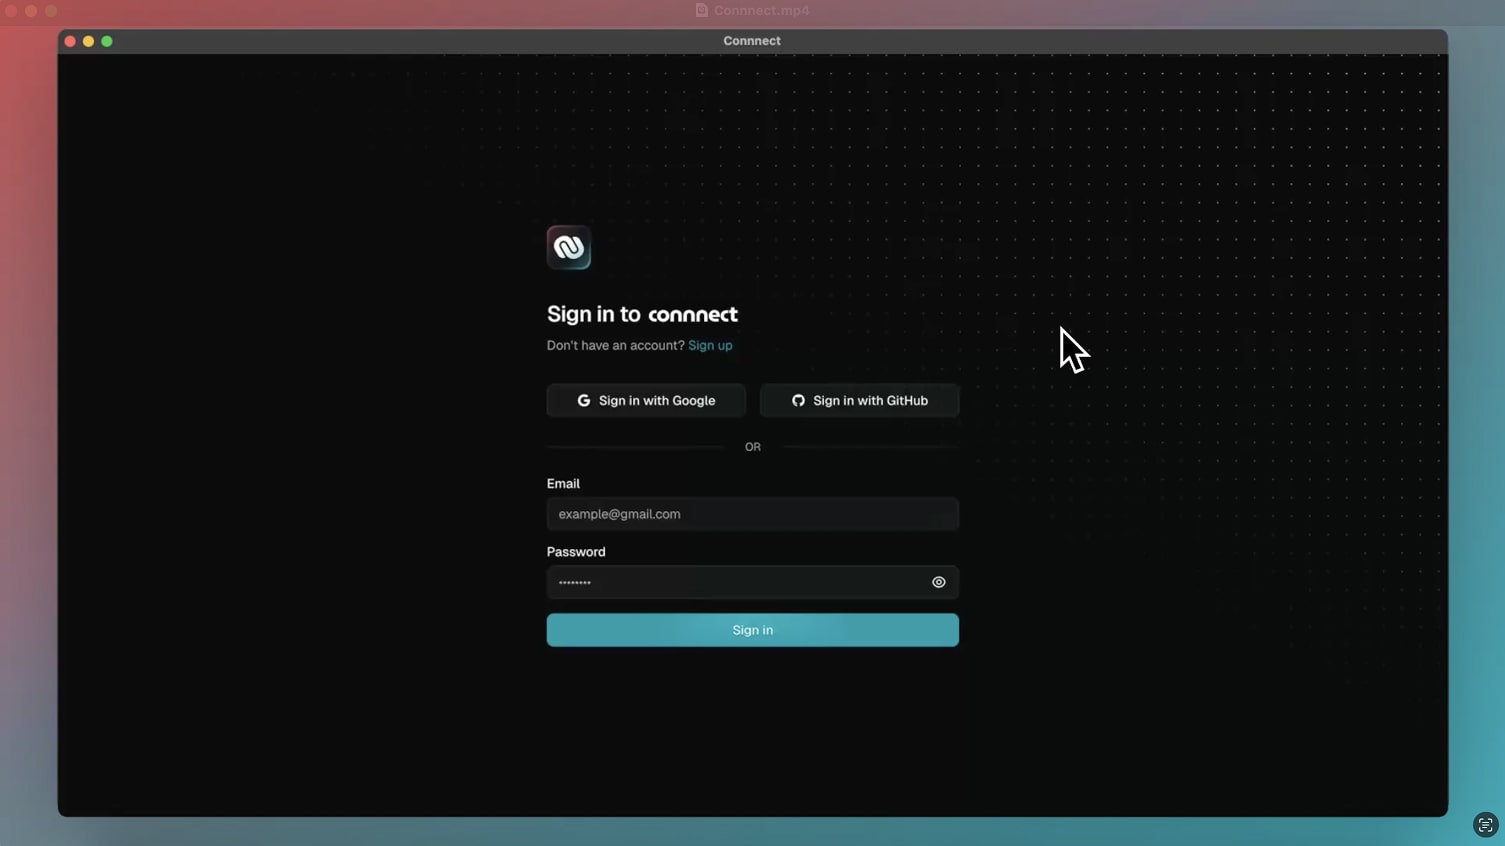 Connnect.mp4
Connnect
Sign in to connnect
Don't have an account? Sign up
Sign in with Google
Sign in with GitHub
OR
Email
example@gmail.com
Password
••••••••
Sign in